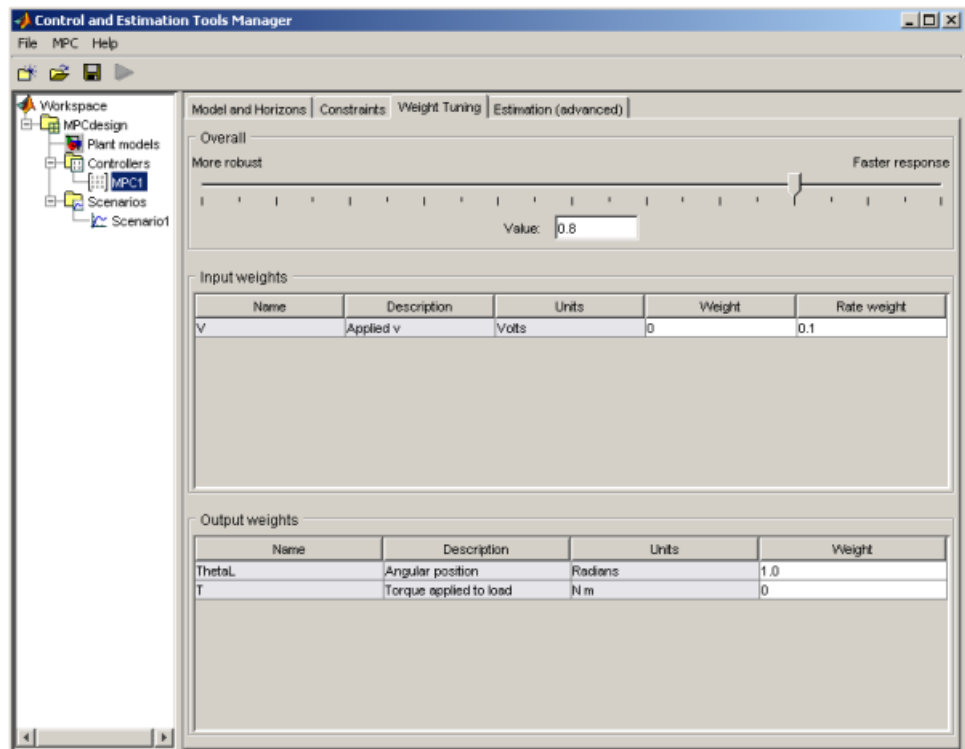 Control and Estimation Tools Manager
File MPC Help
Workspace
MPCdesign
Plant models
Controllers
MPC1
Scenarios
Scenario1
Model and Horizons Constraints Weight Tuning Estimation (advanced)
Overall
More robust Faster response
Value: 0.8
Input weights
Name Description Units Weight Rate weight
V Applied v Volts 0 0.1
Output weights
Name Description Units Weight
ThetaL Angular position Radians 1.0
T Torque applied to load N m 0